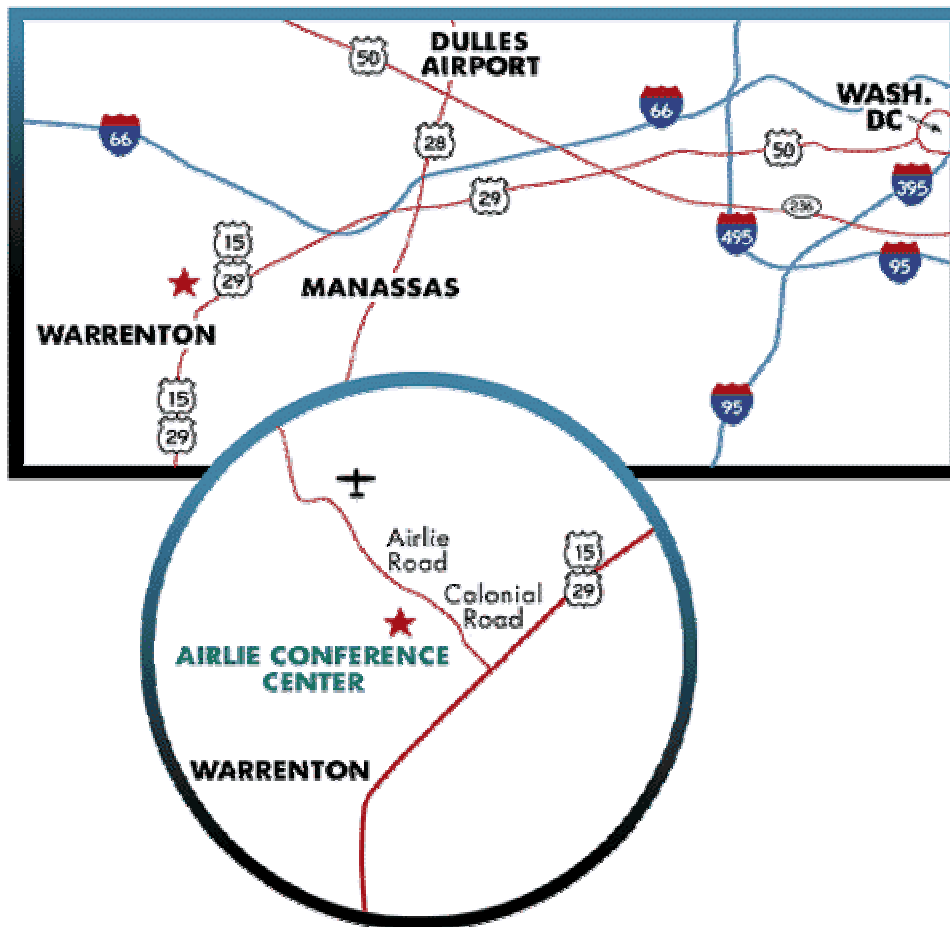 DULLES
AIRPORT
50
66
WASH.
DC
66
28
50
29
395
236
15
29
495
95
MANASSAS
WARRENTON
15
29
95
Airlie
Road
15
29
Colonial
Road
AIRLIE CONFERENCE
CENTER
WARRENTON